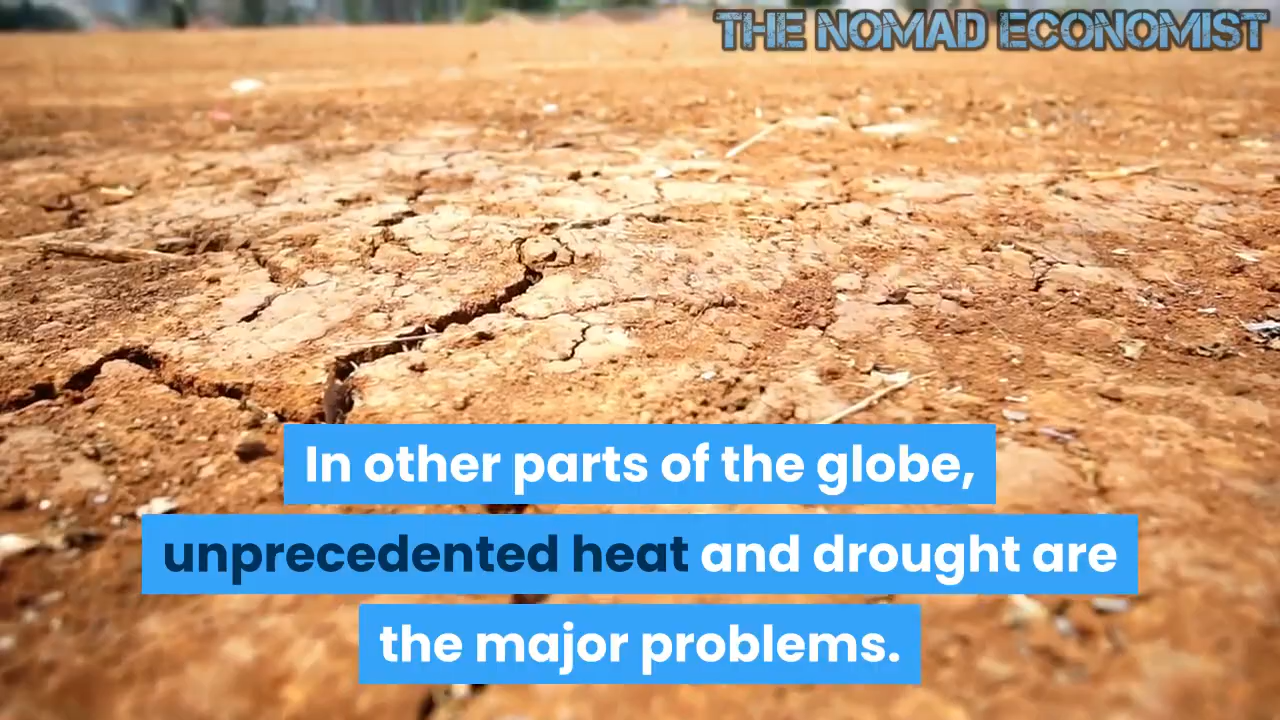 THE NOMAD ECONOMIST
In other parts of the globe,
unprecedented heat and drought are
the major problems.